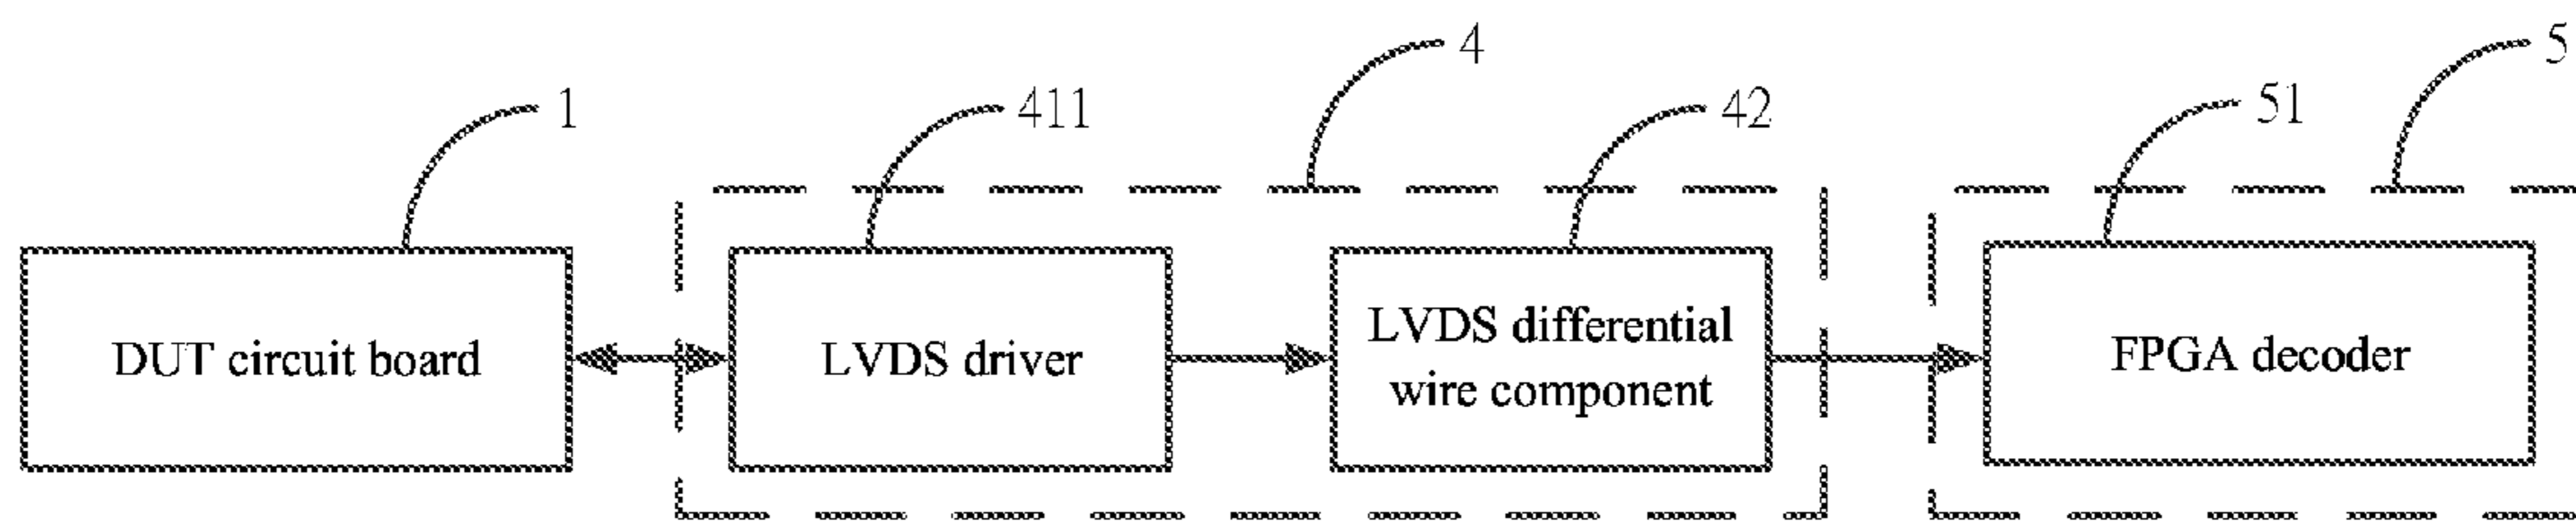 4
5
1
411
42
51
DUT circuit board
LVDS driver
LVDS differential
wire component
FPGA decoder